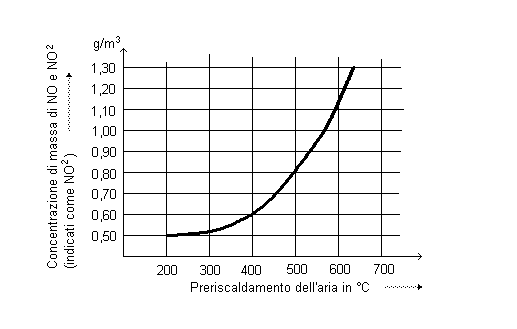 g/m³
Concentrazione di massa di NO e NO²
(indicati come NO²)
1,30
1,20
1,10
1,00
0,90
0,80
0,70
0,60
0,50
200 300 400 500 600 700
Preriscaldamento dell'aria in °C